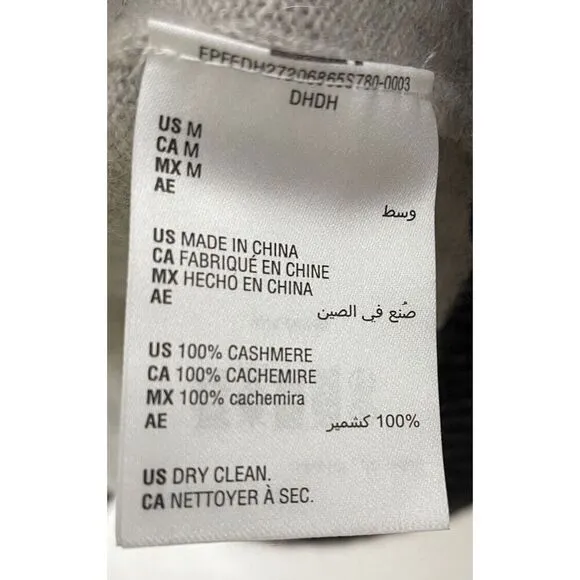 EPFFDH27206865S780-0003
DHDH
US M
CA M
MX M
AE
وسط
US MADE IN CHINA
CA FABRIQUÉ EN CHINE
MX HECHO EN CHINA
AE
صُنع في الصين
US 100% CASHMERE
CA 100% CACHEMIRE
MX 100% cachemira
AE
100% كشمير
US DRY CLEAN.
CA NETTOYER À SEC.